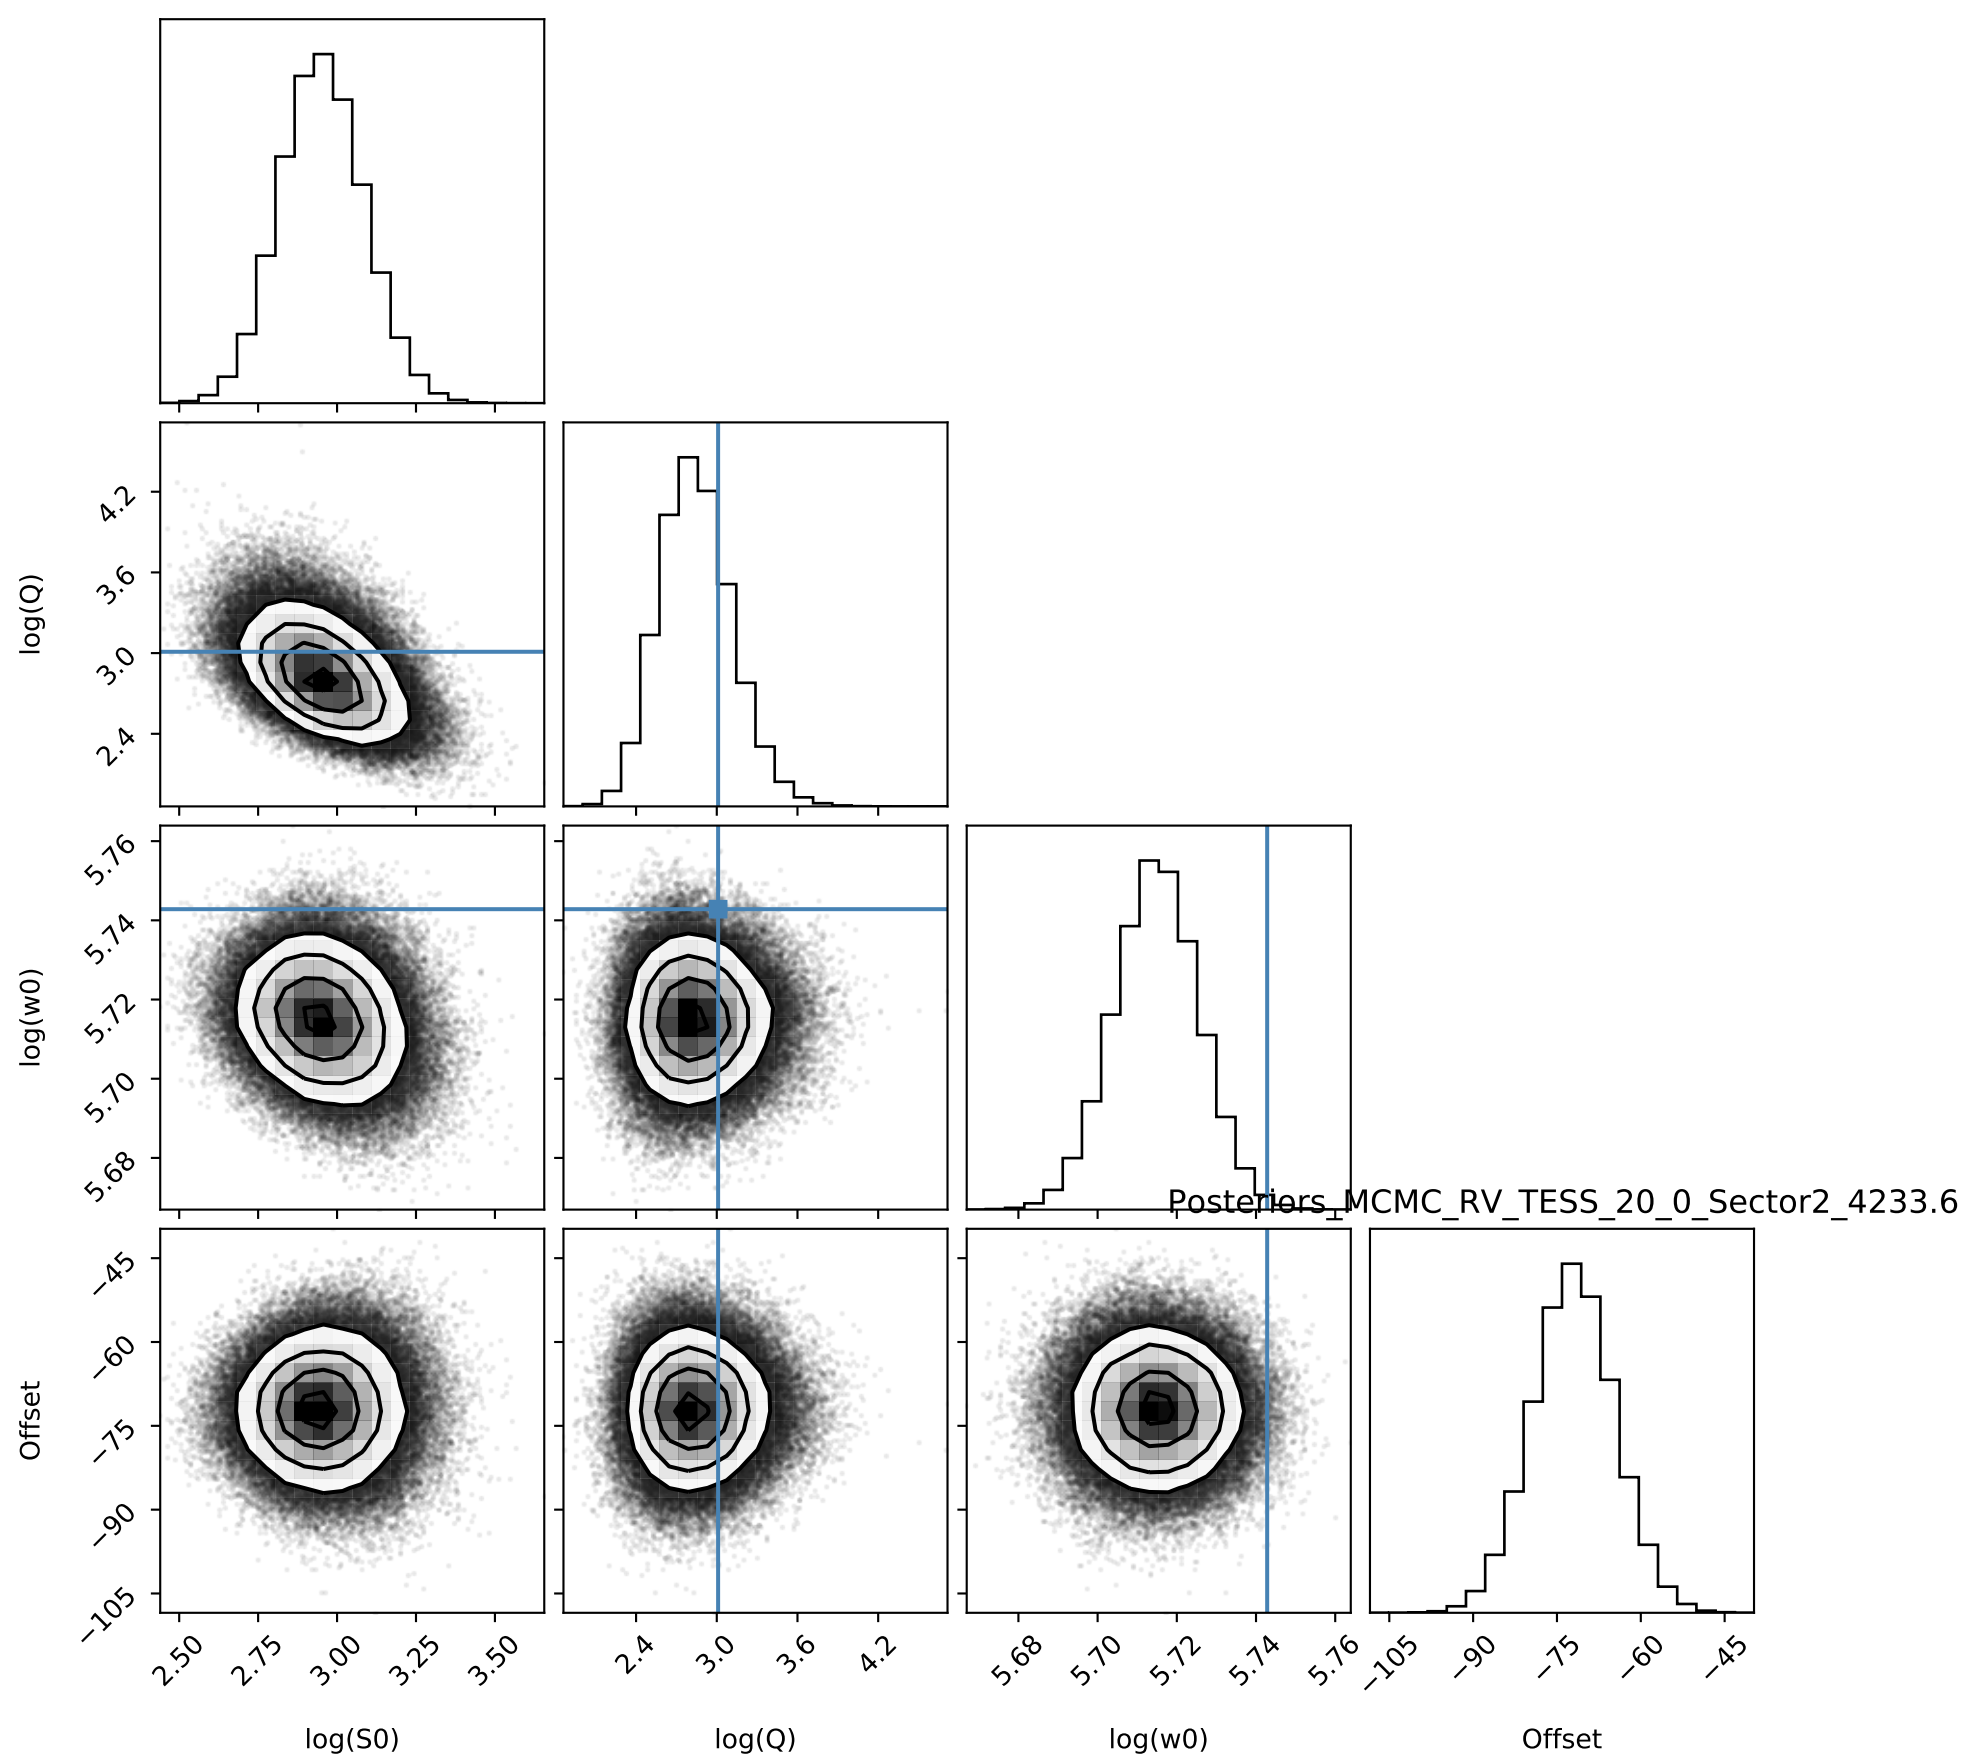 4.2
3.6
3.0
2.4
log(Q)
5.76
5.74
5.72
5.70
5.68
log(w0)
Posteriors_MCMC_RV_TESS_20_0_Sector2_4233.6
−45
−60
−75
−90
−105
Offset
2.50 2.75 3.00 3.25 3.50 2.4 3.0 3.6 4.2 5.68 5.70 5.72 5.74 5.76 −105 −90 −75 −60 −45
log(S0) log(Q) log(w0) Offset